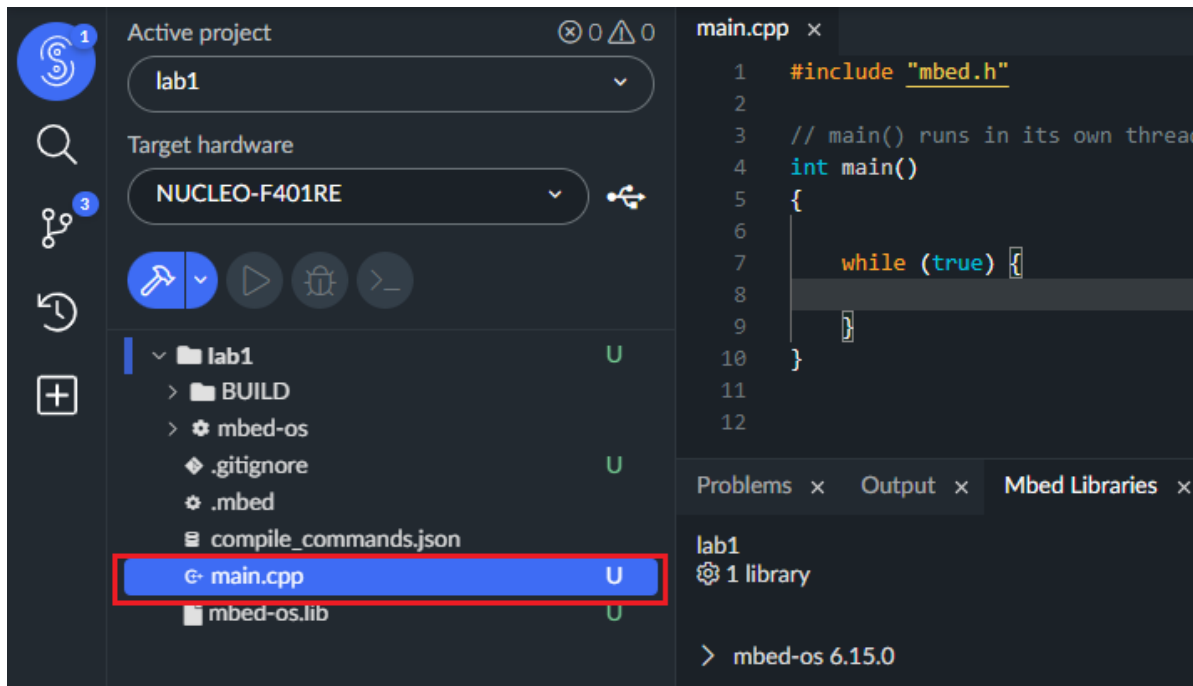 1
Active project
0 0
lab1
Target hardware
NUCLEO-F401RE
3
lab1 U
BUILD
mbed-os
.gitignore U
.mbed
compile_commands.json
main.cpp U
mbed-os.lib U
main.cpp ×
1 #include "mbed.h"
2
3 // main() runs in its own thread
4 int main()
5 {
6
7 while (true) {
8
9 }
10 }
11
12
Problems × Output × Mbed Libraries ×
lab1
1 library
> mbed-os 6.15.0